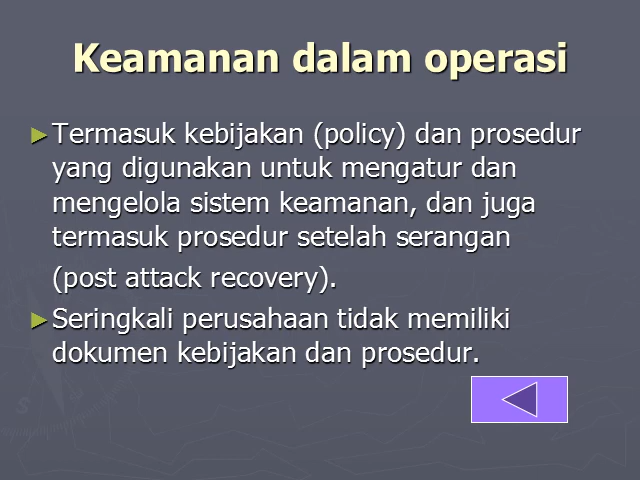 Keamanan dalam operasi
Termasuk kebijakan (policy) dan prosedur
yang digunakan untuk mengatur dan
mengelola sistem keamanan, dan juga
termasuk prosedur setelah serangan
(post attack recovery).
Seringkali perusahaan tidak memiliki
dokumen kebijakan dan prosedur.